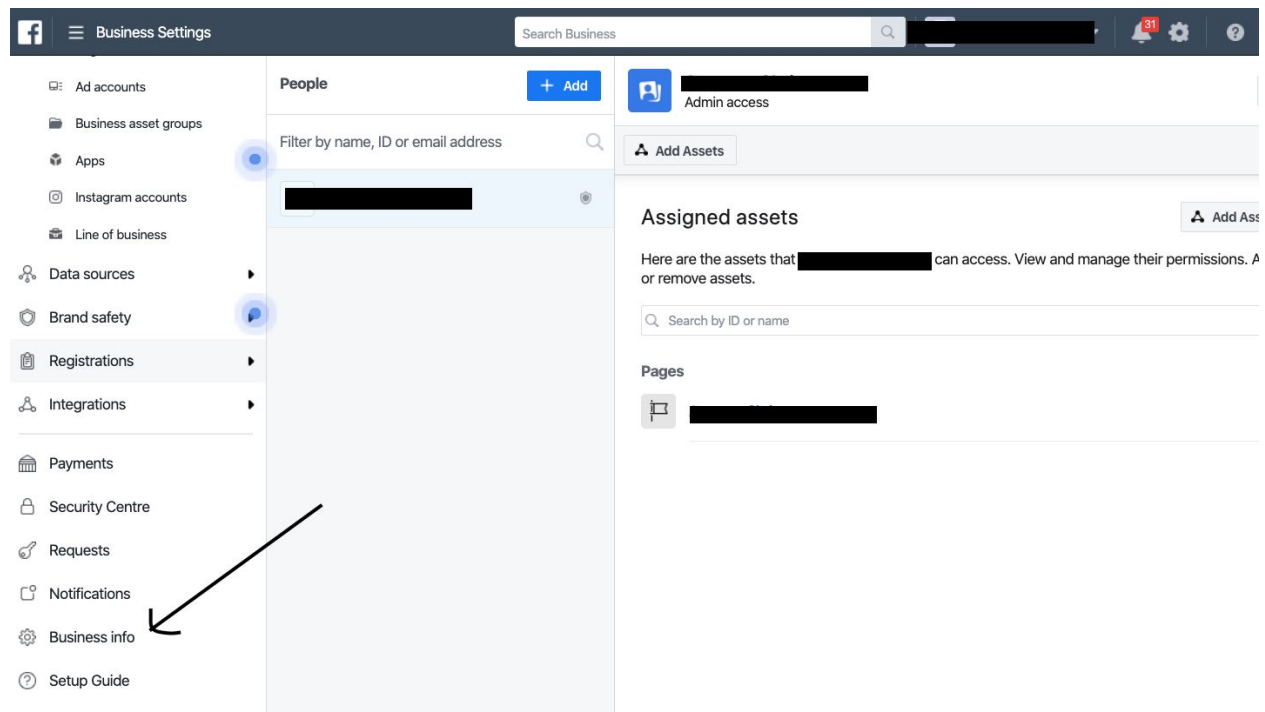 f
Business Settings
Search Business
31
?
Ad accounts
Business asset groups
Apps
Instagram accounts
Line of business
Data sources
Brand safety
Registrations
Integrations
Payments
Security Centre
Requests
Notifications
Business info
? Setup Guide
People
+ Add
Filter by name, ID or email address
Admin access
Add Assets
Assigned assets
Add Ass
Here are the assets that can access. View and manage their permissions. A
or remove assets.
Search by ID or name
Pages